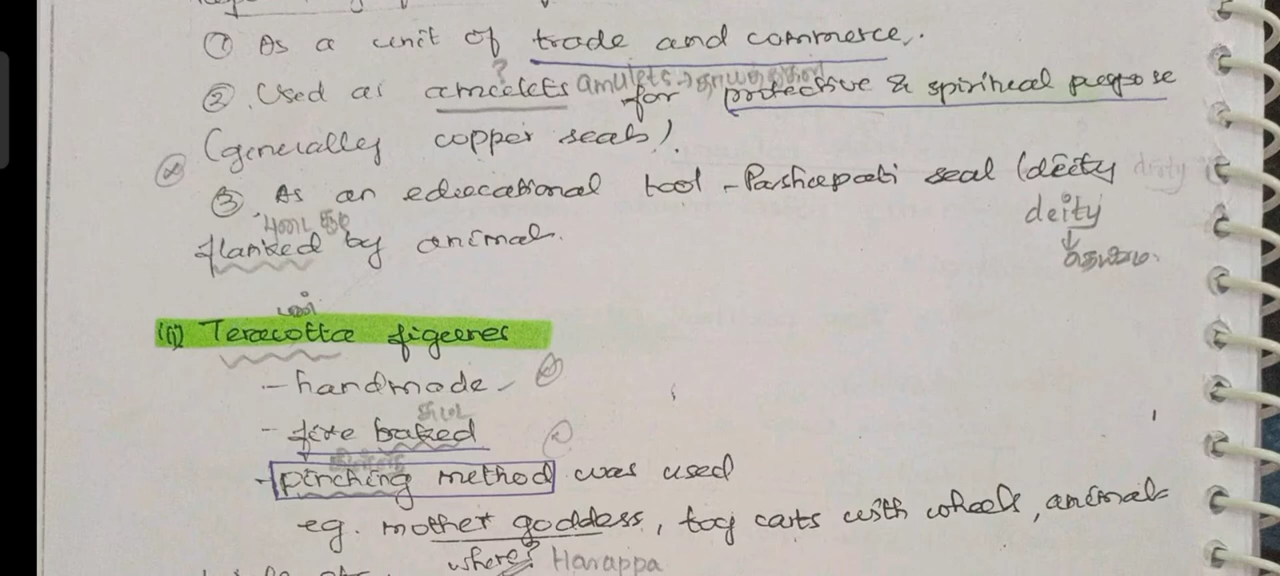 ① As a unit of trade and commerce.
? amulets →
② Used as amulets for protective & spiritual purpose
(generally copper seals).
③ As an educational tool - Pashupati seal (deity deity
deity
flanked by animal.
(ii) Teracotta figures
- handmade
- fire baked
- pinching method was used
eg. mother goddess, toy carts with wheels, animals
where? Harappa